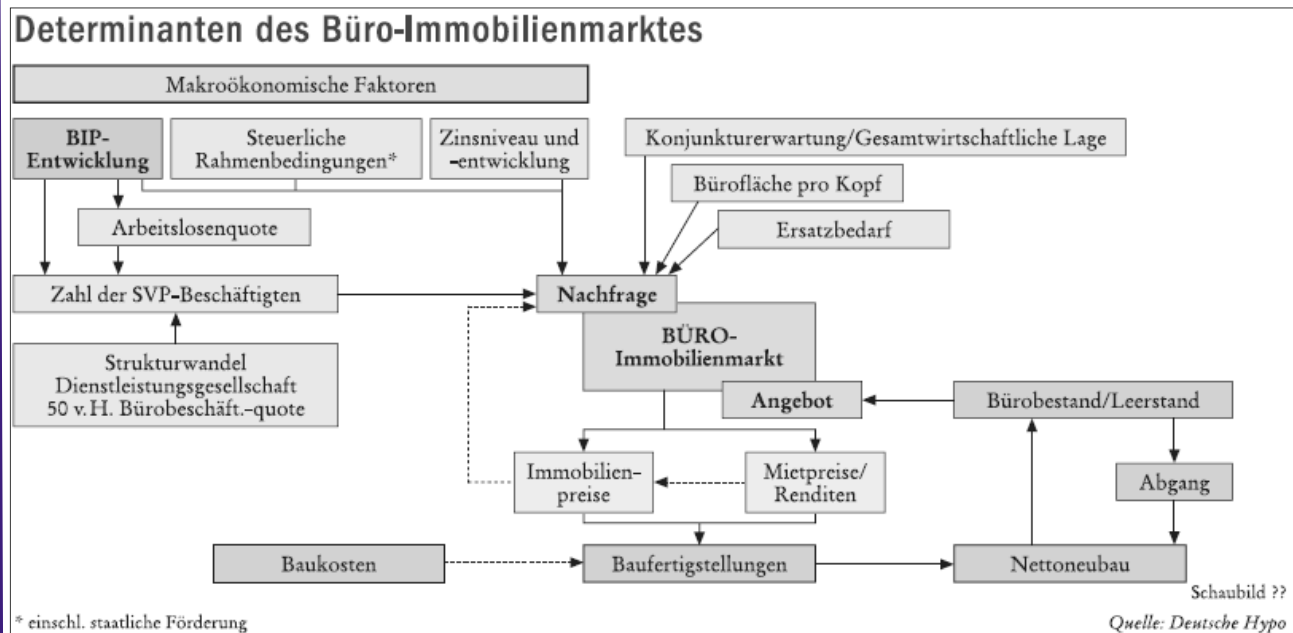 Determinanten des Büro-Immobilienmarktes
Makroökonomische Faktoren
BIP-
Entwicklung
Steuerliche
Rahmenbedingungen*
Zinsniveau und
-entwicklung
Konjunkturerwartung/Gesamtwirtschaftliche Lage
Bürofläche pro Kopf
Ersatzbedarf
Arbeitslosenquote
Zahl der SVP-Beschäftigten
Nachfrage
BÜRO-
Immobilienmarkt
Strukturwandel
Dienstleistungsgesellschaft
50 v.H. Bürobeschäft.-quote
Angebot
Bürobestand/Leerstand
Immobilien-
preise
Mietpreise/
Renditen
Abgang
Baukosten
Baufertigstellungen
Nettoneubau
Schaubild ??
* einschl. staatliche Förderung
Quelle: Deutsche Hypo